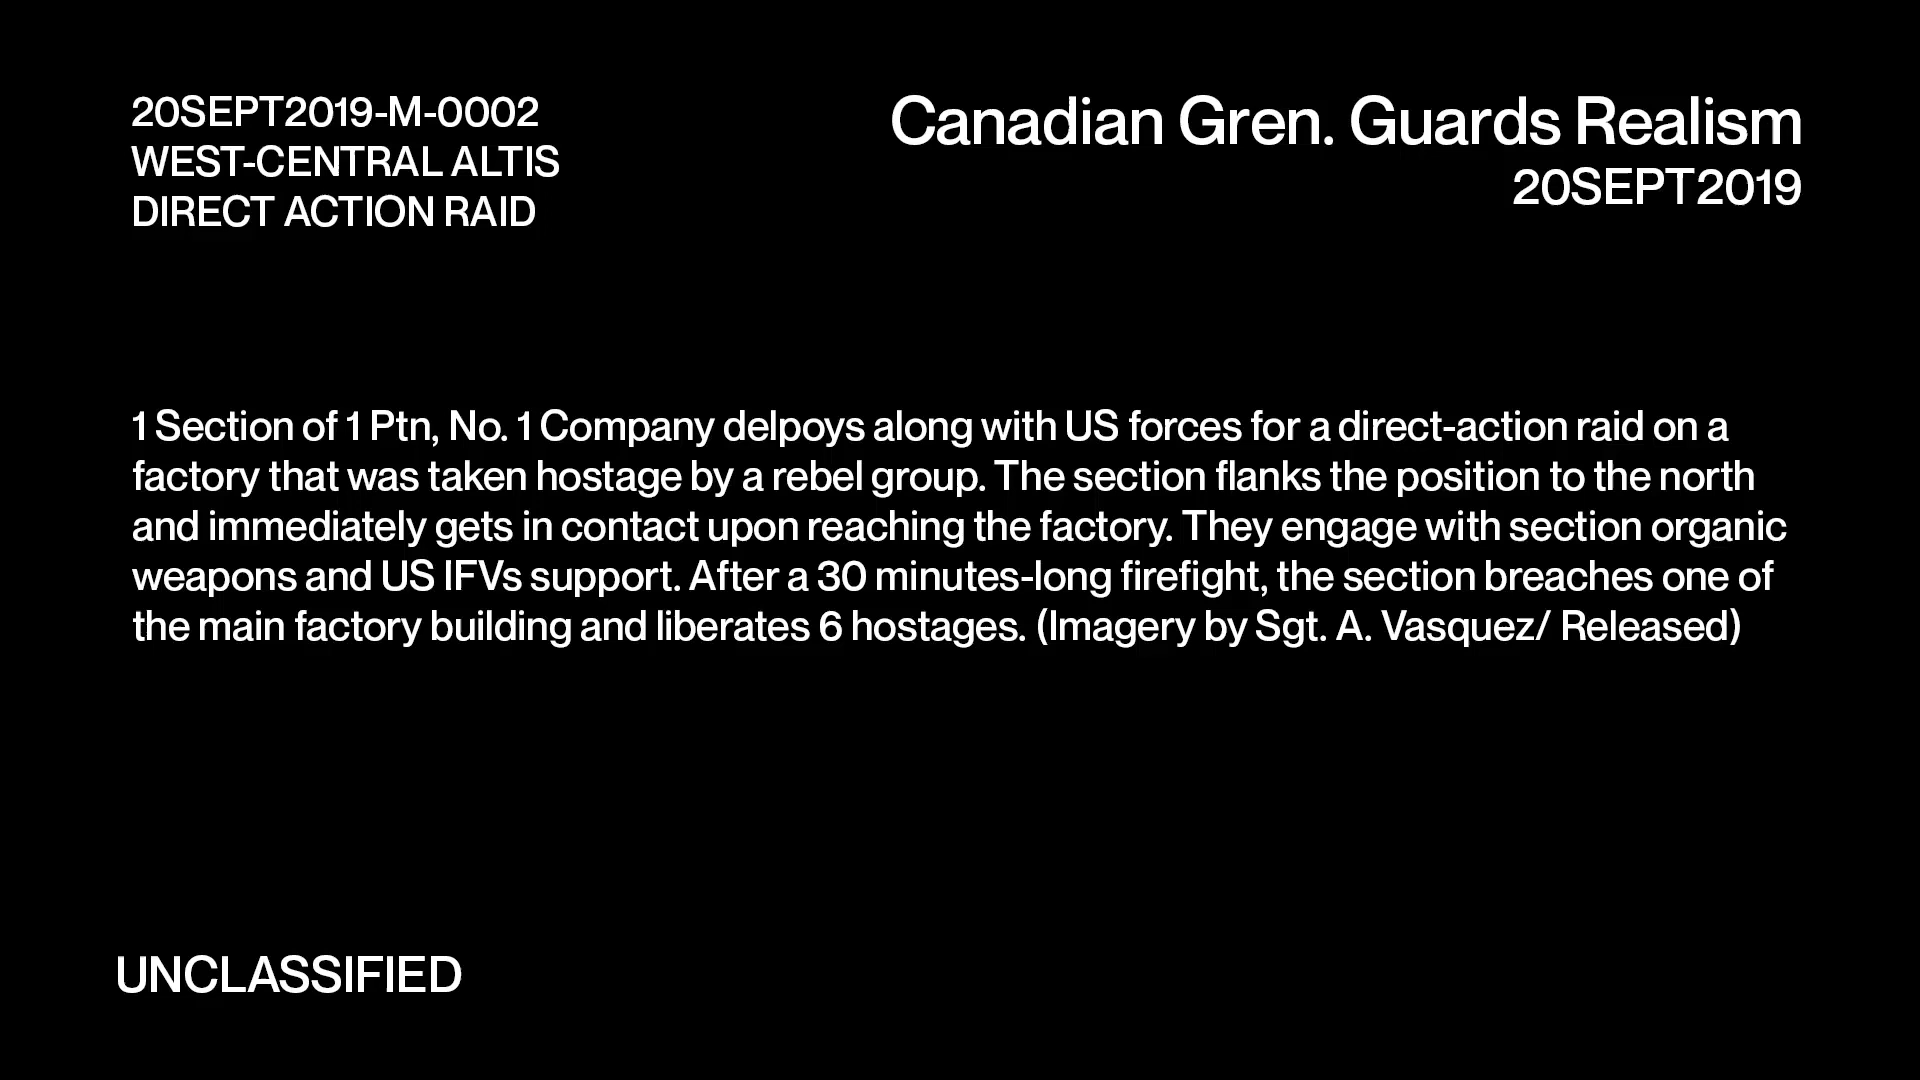 20SEPT2019-M-0002
WEST-CENTRAL ALTIS
DIRECT ACTION RAID
Canadian Gren. Guards Realism
20SEPT2019
1 Section of 1 Ptn, No. 1 Company delpoys along with US forces for a direct-action raid on a
factory that was taken hostage by a rebel group. The section flanks the position to the north
and immediately gets in contact upon reaching the factory. They engage with section organic
weapons and US IFVs support. After a 30 minutes-long firefight, the section breaches one of
the main factory building and liberates 6 hostages. (Imagery by Sgt. A. Vasquez/ Released)
UNCLASSIFIED